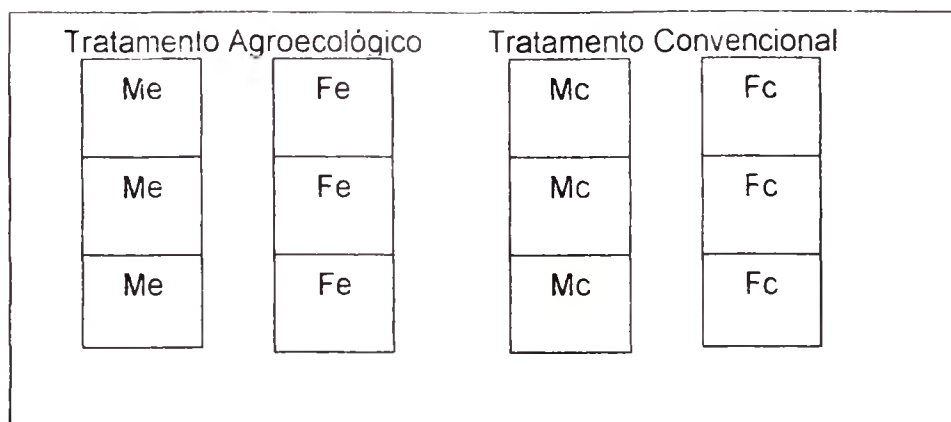 Tratamento Agroecológico Tratamento Convencional
Me Fe Mc Fc
Me Fe Mc Fc
Me Fe Mc Fc